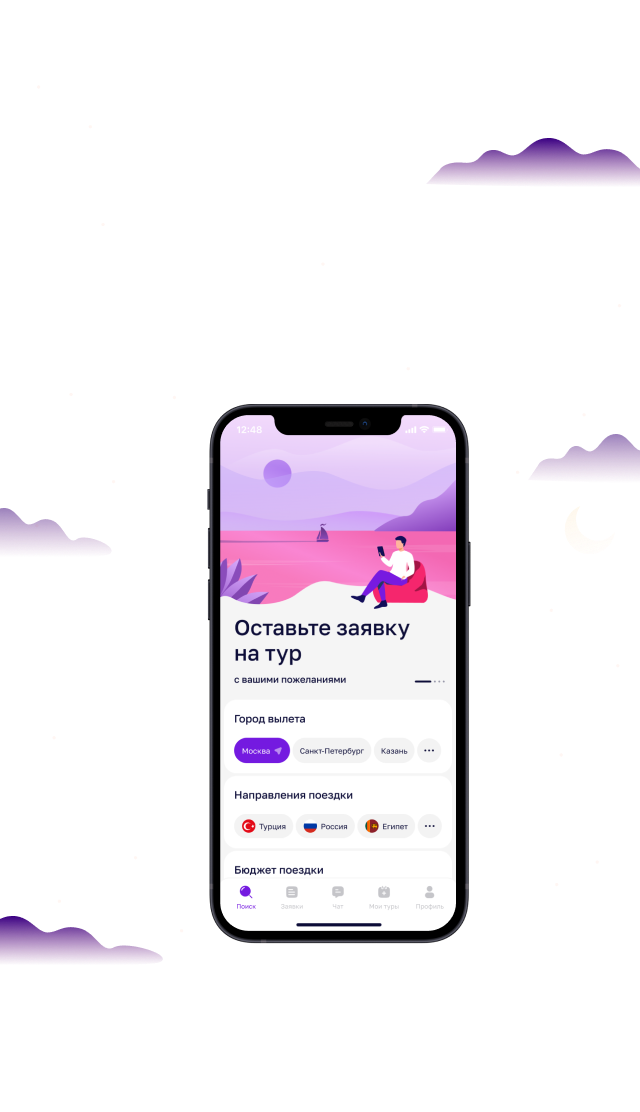 12:48
Оставьте заявку
на тур
с вашими пожеланиями
Город вылета
Москва Санкт-Петербург Казань
Направления поездки
Турция Россия Египет
Бюджет поездки
Поиск Заявки Чат Мои туры Профиль